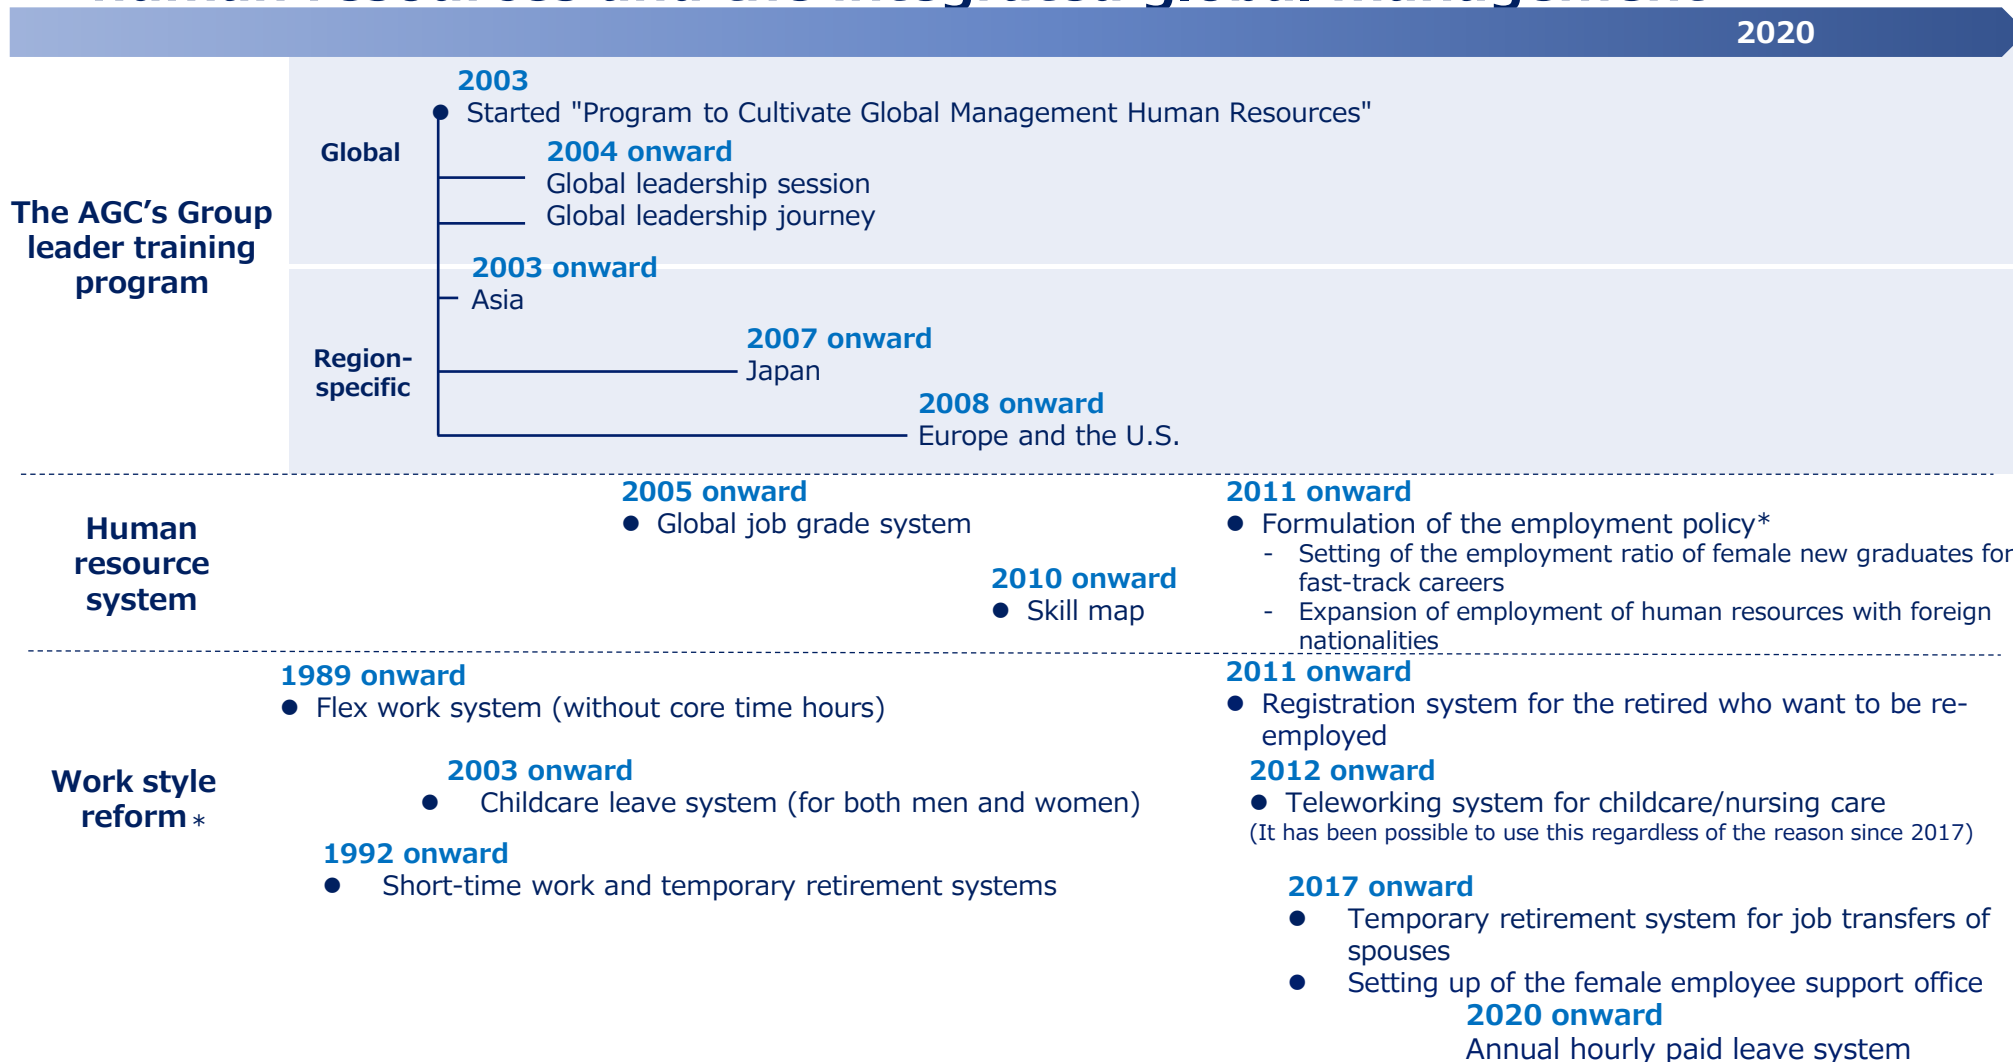 human resources and the integrated global management
2020
The AGC’s Group
leader training
program
Global
2003
● Started "Program to Cultivate Global Management Human Resources"
2004 onward
Global leadership session
Global leadership journey
Region-
specific
2003 onward
Asia
2007 onward
Japan
2008 onward
Europe and the U.S.
Human
resource
system
2005 onward
● Global job grade system
2010 onward
● Skill map
2011 onward
● Formulation of the employment policy*
- Setting of the employment ratio of female new graduates for
fast-track careers
- Expansion of employment of human resources with foreign
nationalities
Work style
reform*
1989 onward
● Flex work system (without core time hours)
2003 onward
● Childcare leave system (for both men and women)
1992 onward
● Short-time work and temporary retirement systems
2011 onward
● Registration system for the retired who want to be re-
employed
2012 onward
● Teleworking system for childcare/nursing care
(It has been possible to use this regardless of the reason since 2017)
2017 onward
● Temporary retirement system for job transfers of
spouses
● Setting up of the female employee support office
2020 onward
Annual hourly paid leave system